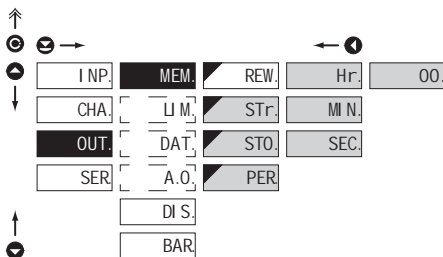 INP. MEM. REW. Hr. 00.
CHA. LIM. STr. MIN.
OUT. DAT. STO. SEC.
SER. A.O. PER.
DIS.
BAR.